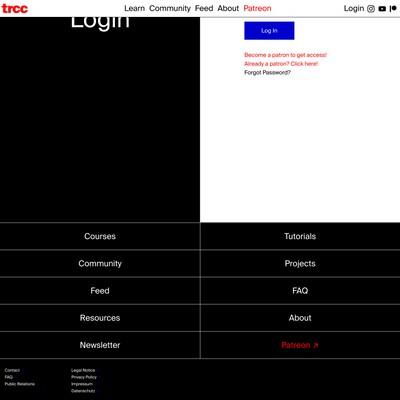 trcc Learn Community Feed About Patreon Login
Login
Log In
Become a patron to get access!
Already a patron? Click here!
Forgot Password?
Courses Tutorials
Community Projects
Feed FAQ
Resources About
Newsletter Patreon ↗
Contact Legal Notice
FAQ Privacy Policy
Public Relations Impressum
Datenschutz